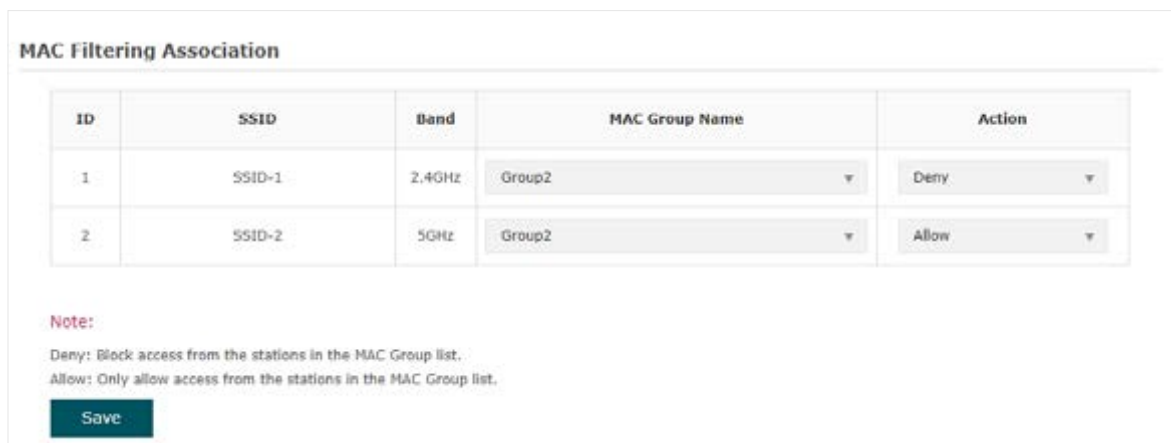 MAC Filtering Association
ID SSID Band MAC Group Name Action
1 SSID-1 2.4GHz Group2 Deny
2 SSID-2 5GHz Group2 Allow
Note:
Deny: Block access from the stations in the MAC Group list.
Allow: Only allow access from the stations in the MAC Group list.
Save